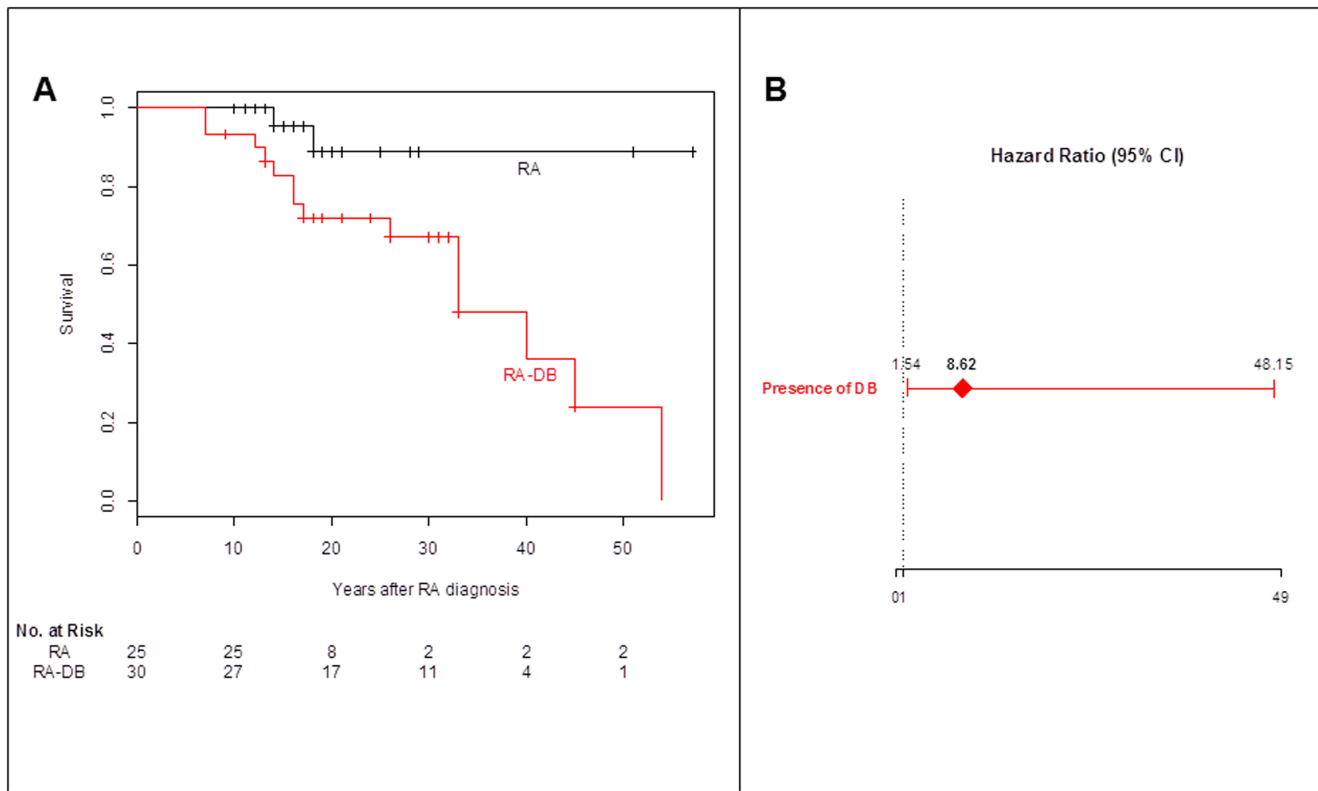 A
1.0
0.8
0.6
0.4
0.2
0.0
Survival
RA
RA-DB
0 10 20 30 40 50
Years after RA diagnosis
No. at Risk
RA 25 25 8 2 2 2
RA-DB 30 27 17 11 4 1
B
Hazard Ratio (95% CI)
1.54 8.62 48.15
Presence of DB
01 49